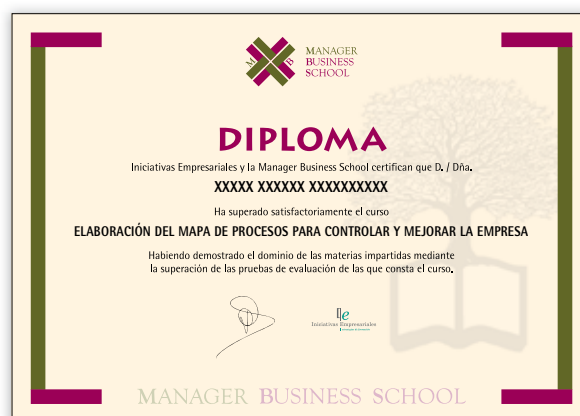 M B
MANAGER
BUSINESS
SCHOOL
DIPLOMA
Iniciativas Empresariales y la Manager Business School certifican que D. / Dña.
XXXXX XXXXXX XXXXXXXXXX
Ha superado satisfactoriamente el curso
ELABORACIÓN DEL MAPA DE PROCESOS PARA CONTROLAR Y MEJORAR LA EMPRESA
Habiendo demostrado el dominio de las materias impartidas mediante
la superación de las pruebas de evaluación de las que consta el curso.
Iniciativas Empresariales
MANAGER BUSINESS SCHOOL